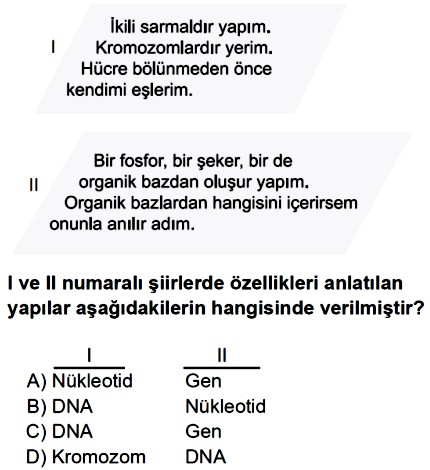 I
İkili sarmaldır yapım.
Kromozomlardır yerim.
Hücre bölünmeden önce
kendimi eşlerim.
II
Bir fosfor, bir şeker, bir de
organik bazdan oluşur yapım.
Organik bazlardan hangisini içerirsem
onunla anılır adım.
I ve II numaralı şiirlerde özellikleri anlatılan
yapılar aşağıdakilerin hangisinde verilmiştir?
I II
A) Nükleotid Gen
B) DNA Nükleotid
C) DNA Gen
D) Kromozom DNA